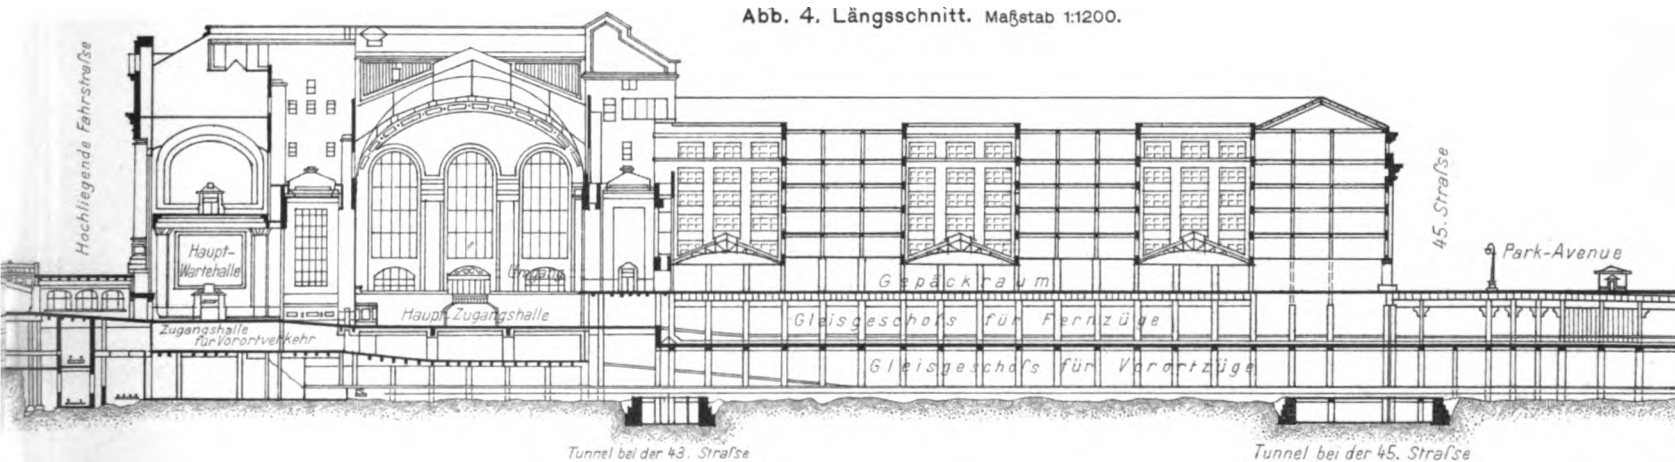 Abb. 4. Längsschnitt. Maßstab 1:1200.
Hochliegende Fahrstraſse
Haupt-
Wartehalle
Umgang
45. Straſse
Park-Avenue
Gepäckraum
Haupt-Zugangshalle
Gleisgeschoſs für Fernzüge
Zugangshalle
für Vorortverkehr
Gleisgeschoſs für Vorortzüge
Tunnel bei der 43. Straſse
Tunnel bei der 45. Straſse